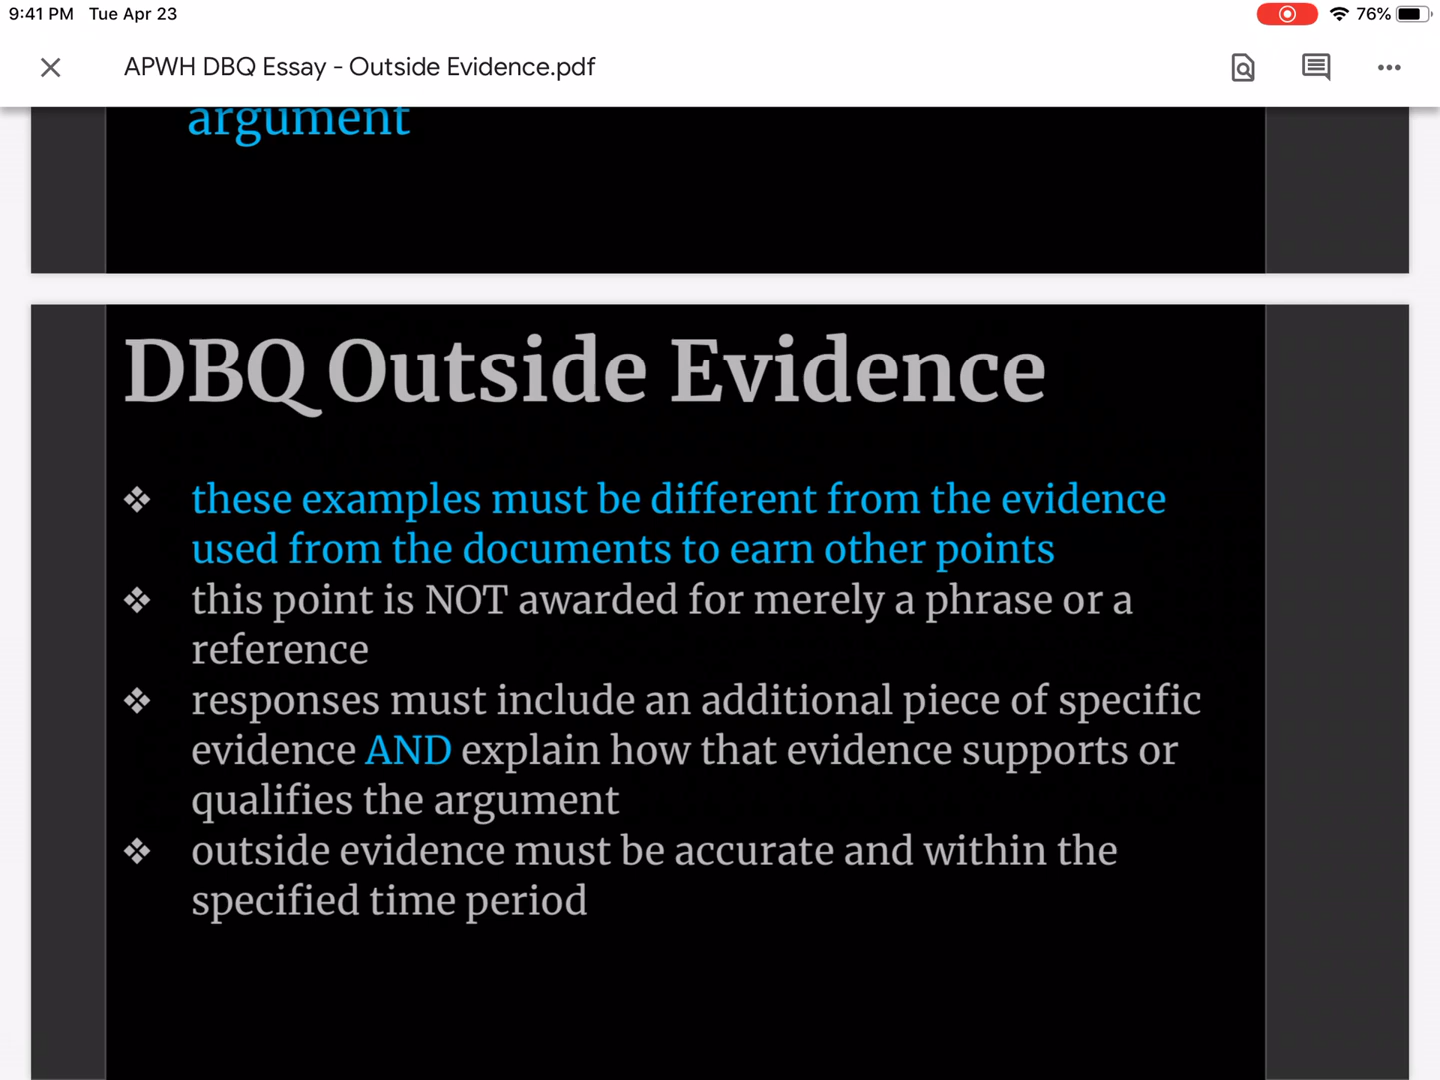 9:41 PM Tue Apr 23 76%
APWH DBQ Essay - Outside Evidence.pdf
argument
DBQ Outside Evidence
❖ these examples must be different from the evidence
used from the documents to earn other points
❖ this point is NOT awarded for merely a phrase or a
reference
❖ responses must include an additional piece of specific
evidence AND explain how that evidence supports or
qualifies the argument
❖ outside evidence must be accurate and within the
specified time period